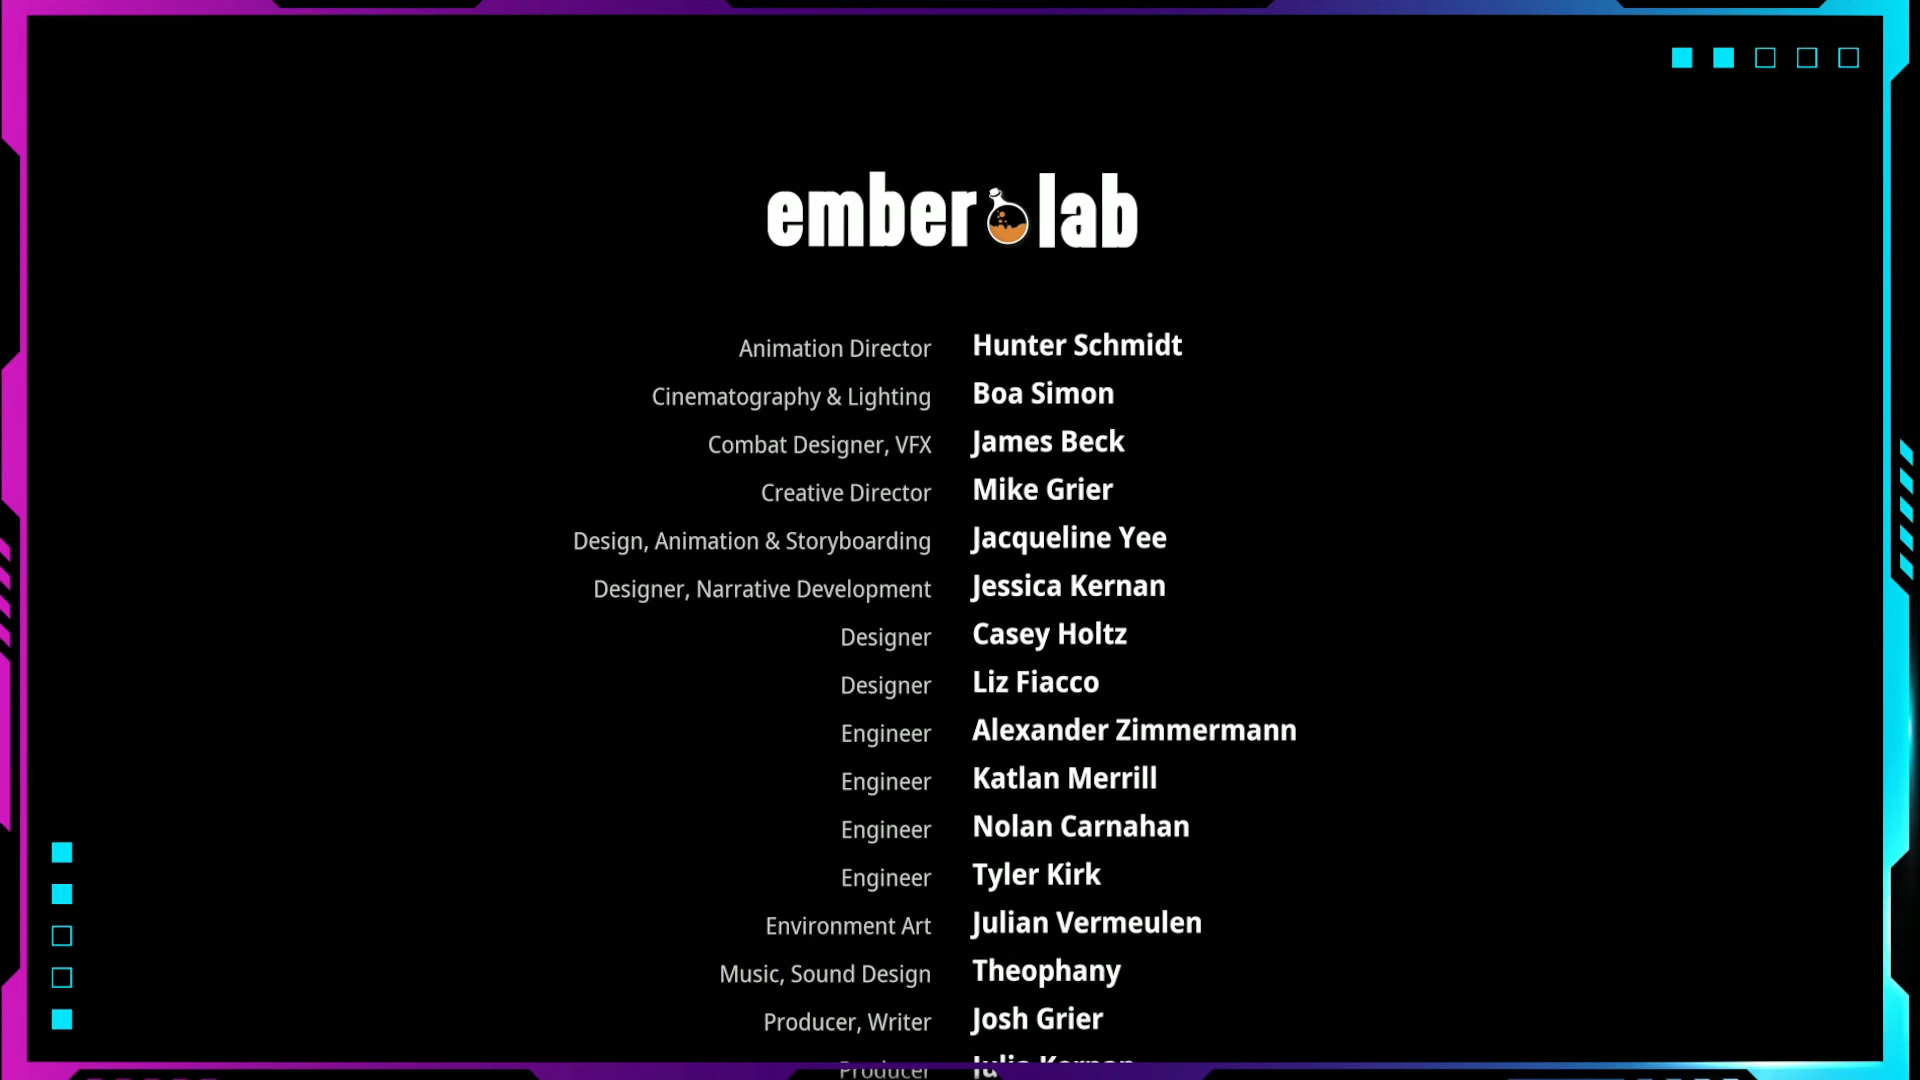 ember lab
Animation Director Hunter Schmidt
Cinematography & Lighting Boa Simon
Combat Designer, VFX James Beck
Creative Director Mike Grier
Design, Animation & Storyboarding Jacqueline Yee
Designer, Narrative Development Jessica Kernan
Designer Casey Holtz
Designer Liz Fiacco
Engineer Alexander Zimmermann
Engineer Katlan Merrill
Engineer Nolan Carnahan
Engineer Tyler Kirk
Environment Art Julian Vermeulen
Music, Sound Design Theophany
Producer, Writer Josh Grier
Producer